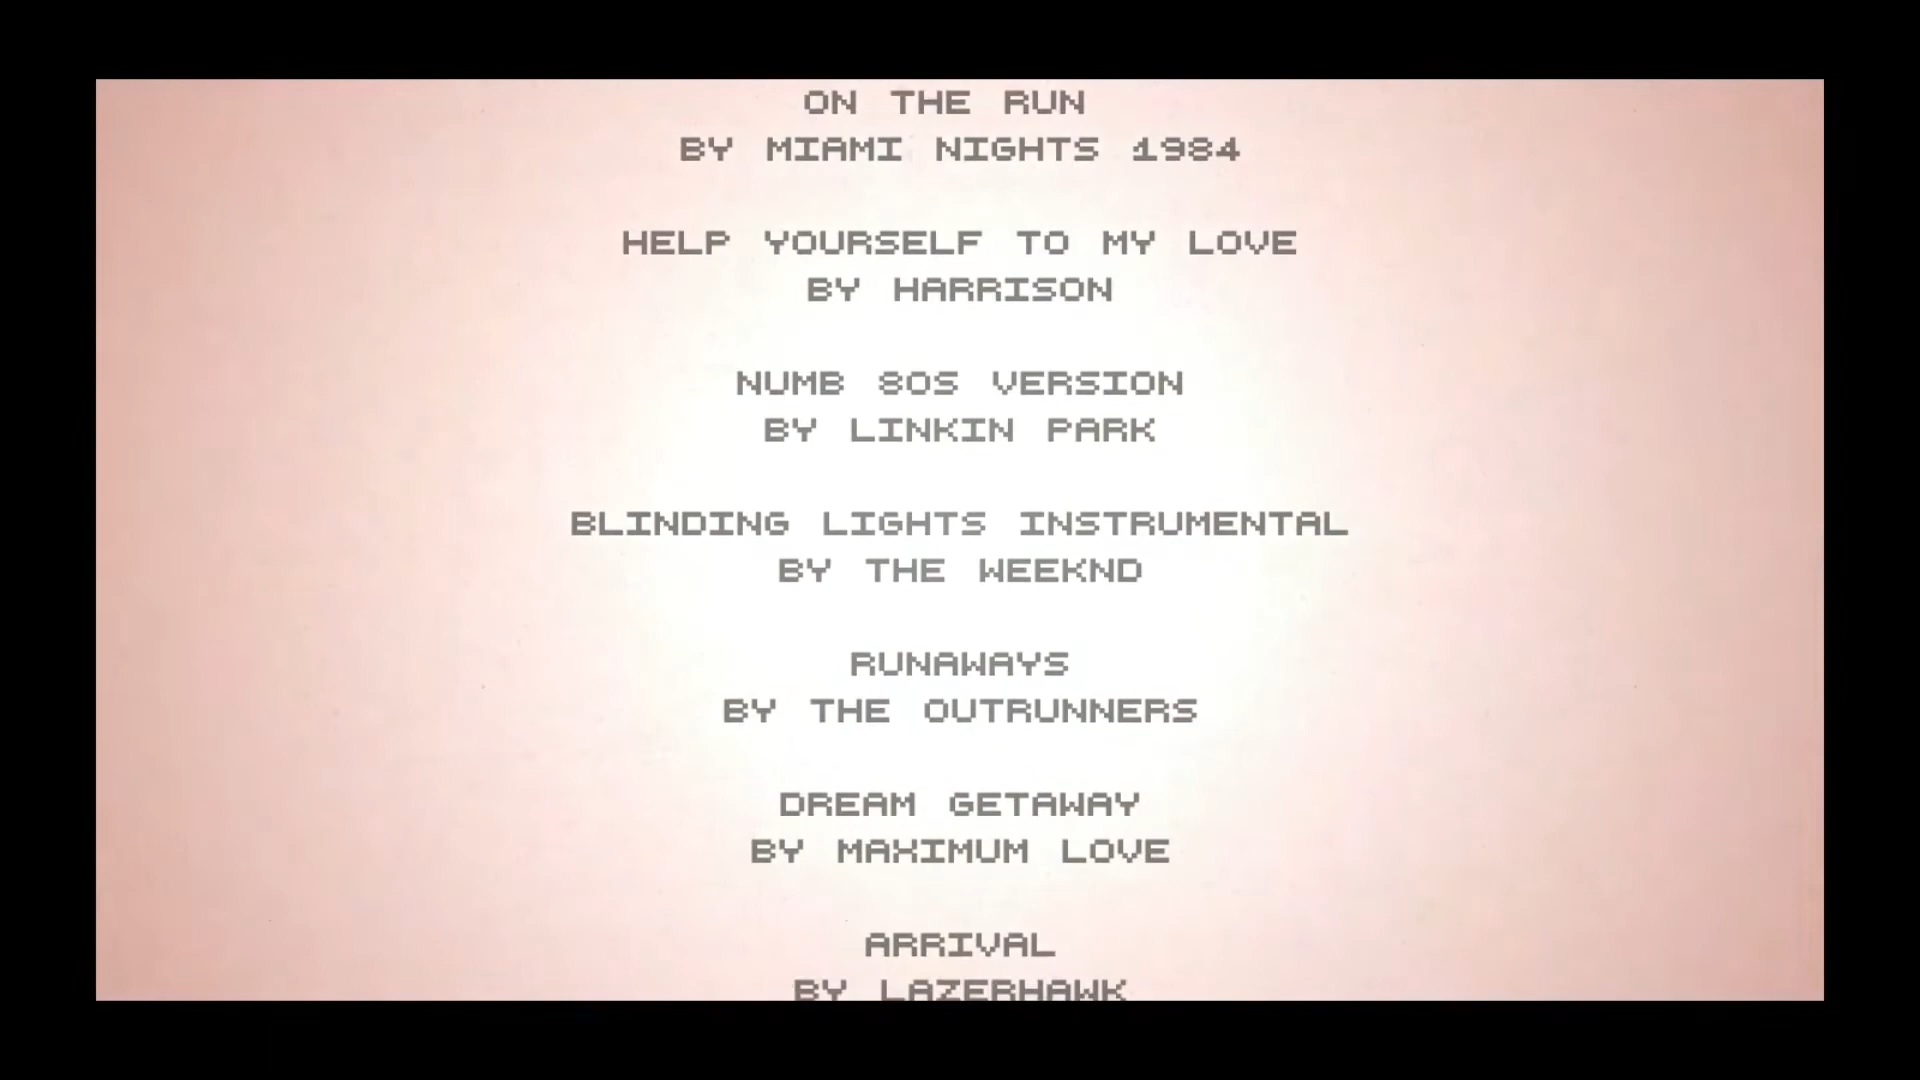 ON THE RUN
BY MIAMI NIGHTS 1984
HELP YOURSELF TO MY LOVE
BY HARRISON
NUMB 80S VERSION
BY LINKIN PARK
BLINDING LIGHTS INSTRUMENTAL
BY THE WEEKND
RUNAWAYS
BY THE OUTRUNNERS
DREAM GETAWAY
BY MAXIMUM LOVE
ARRIVAL
BY LAZERHAWK